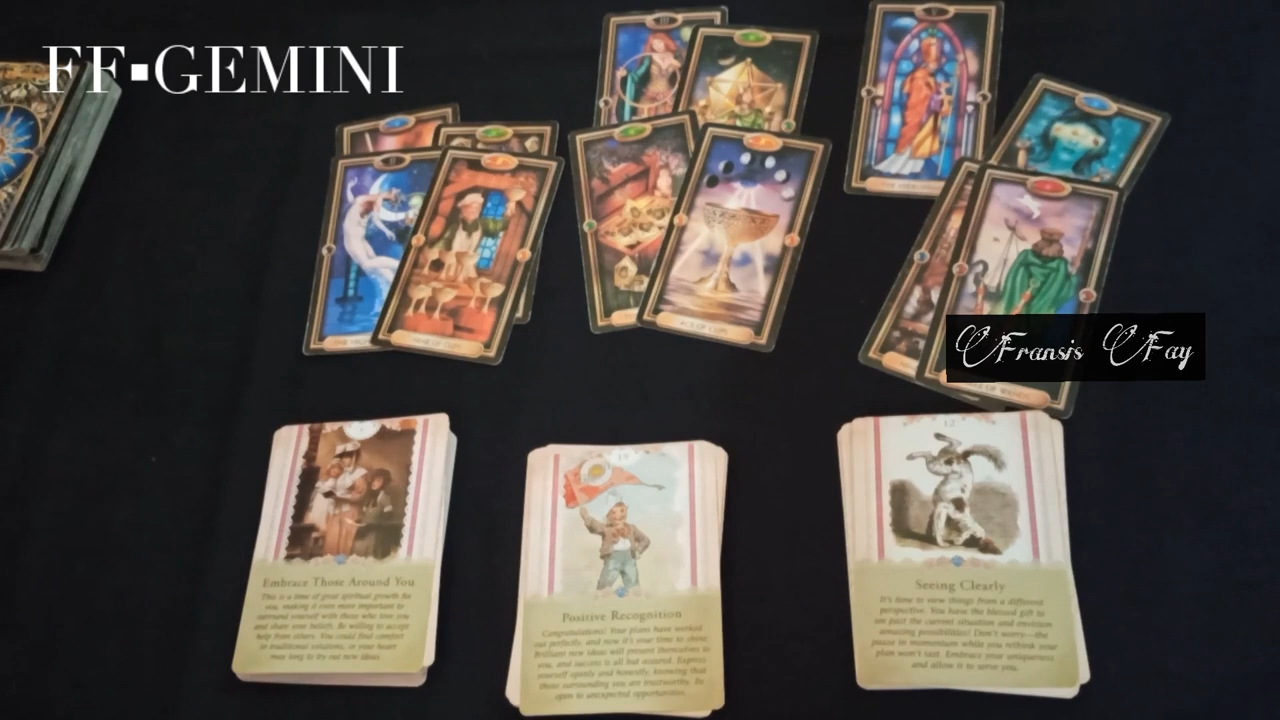 FF▪GEMINI
III
V
ACE OF CUPS
Fransis Fay
Embrace Those Around You
This is a time of great spiritual growth for
you, making it even more important to
surround yourself with those who love you
and share your beliefs. Be willing to accept
help from others. You could find comfort
in traditional solutions, or your heart
may long to try out new ideas.
19
Positive Recognition
Congratulations! Your plans have worked
out perfectly, and now it's your time to shine.
Brilliant new ideas will present themselves to
you, and success is all but assured. Express
yourself openly and honestly, knowing that
those surrounding you are trustworthy. Be
open to unexpected opportunities.
12
Seeing Clearly
It's time to view things from a different
perspective. You have the blessed gift to
see past the current situation and envision
amazing possibilities! Don't worry—the
pause in momentum while you rethink your
plan won't last. Embrace your uniqueness
and allow it to serve you.